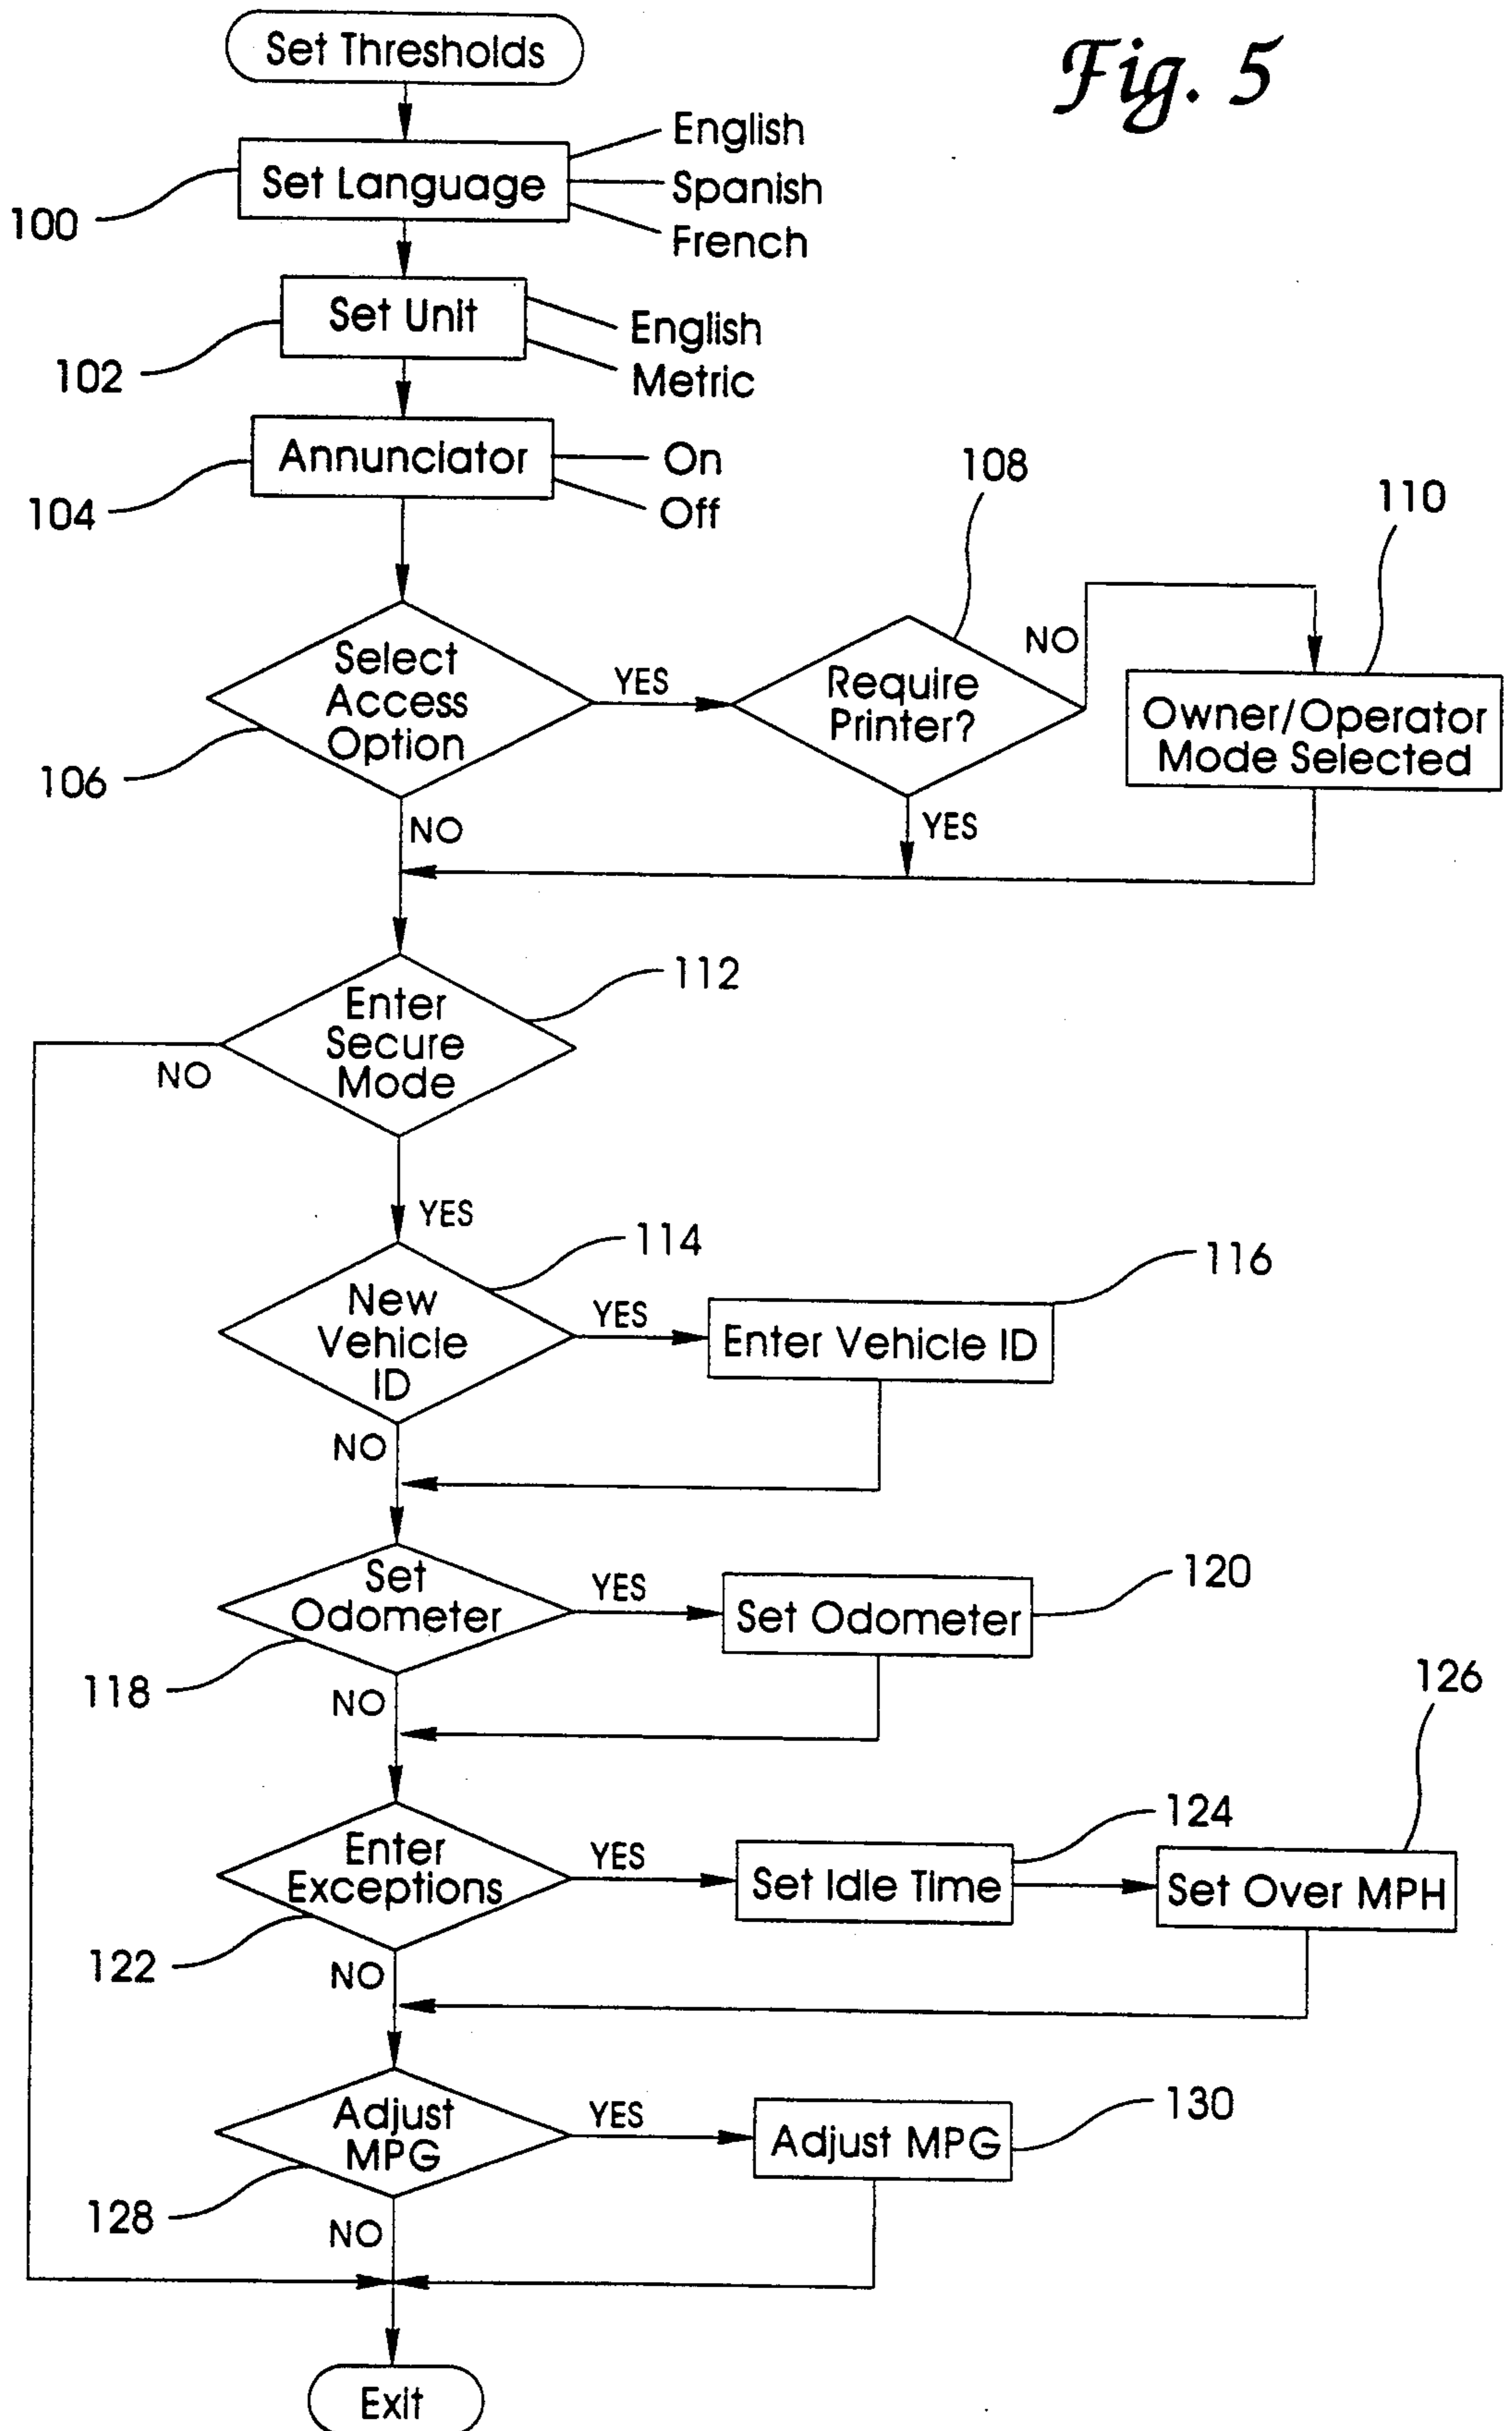 Set Thresholds
Fig. 5
English
Set Language
Spanish
100
French
Set Unit
English
102
Metric
Annunciator
On
104
Off
108
110
Select
Access
Option
YES
Require
Printer?
NO
Owner/Operator
Mode Selected
106
NO
YES
112
Enter
Secure
Mode
NO
YES
114
116
New
Vehicle
ID
YES
Enter Vehicle ID
NO
Set
Odometer
YES
Set Odometer
120
118
NO
126
124
Enter
Exceptions
YES
Set Idle Time
Set Over MPH
122
NO
Adjust
MPG
YES
Adjust MPG
130
128
NO
Exit